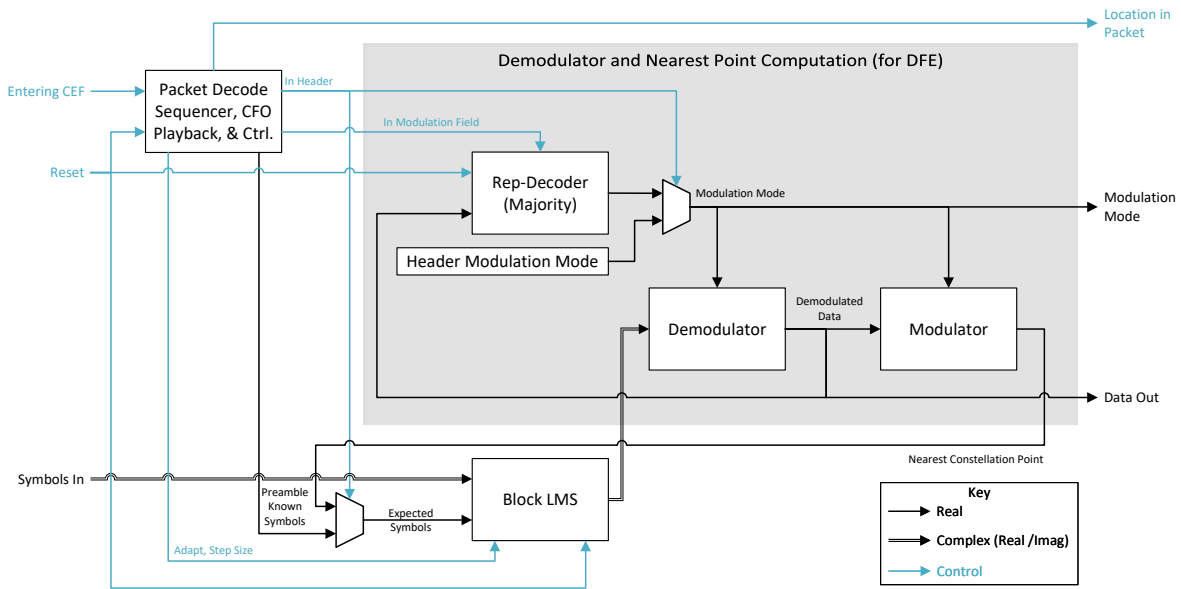 Location in
Packet
Demodulator and Nearest Point Computation (for DFE)
Entering CEF
Packet Decode
Sequencer, CFO
Playback, & Ctrl.
In Header
In Modulation Field
Reset
Rep-Decoder
(Majority)
Modulation Mode
Modulation
Mode
Header Modulation Mode
Demodulator
Demodulated
Data
Modulator
Data Out
Nearest Constellation Point
Symbols In
Block LMS
Preamble
Known
Symbols
Expected
Symbols
Adapt, Step Size
Key
Real
Complex (Real /Imag)
Control